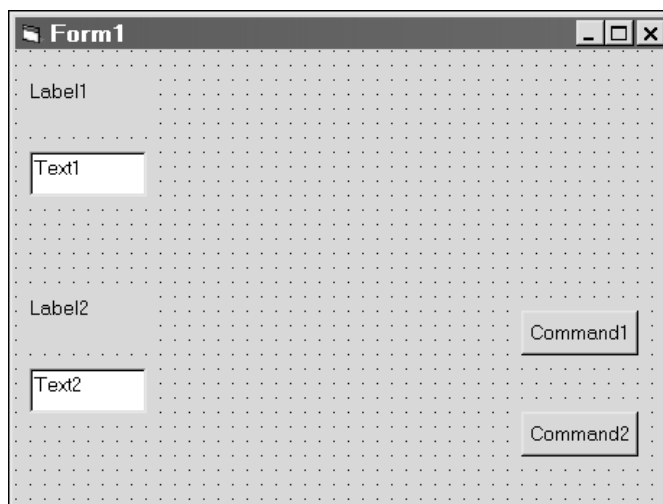 Form1
Label1
Text1
Label2
Command1
Text2
Command2